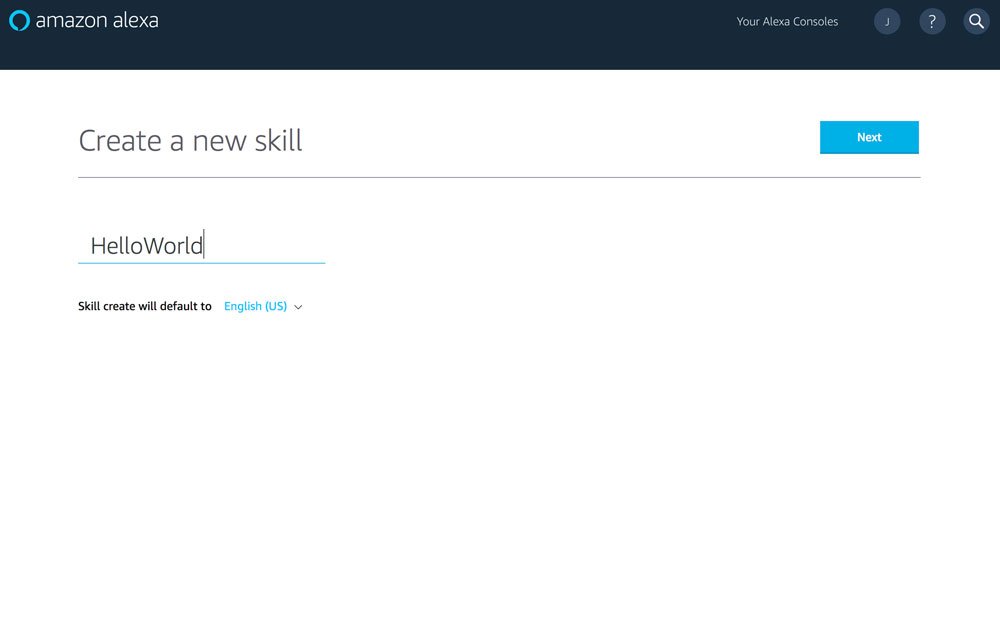 amazon alexa
Your Alexa Consoles
J
?
Create a new skill
Next
HelloWorld
Skill create will default to English (US)